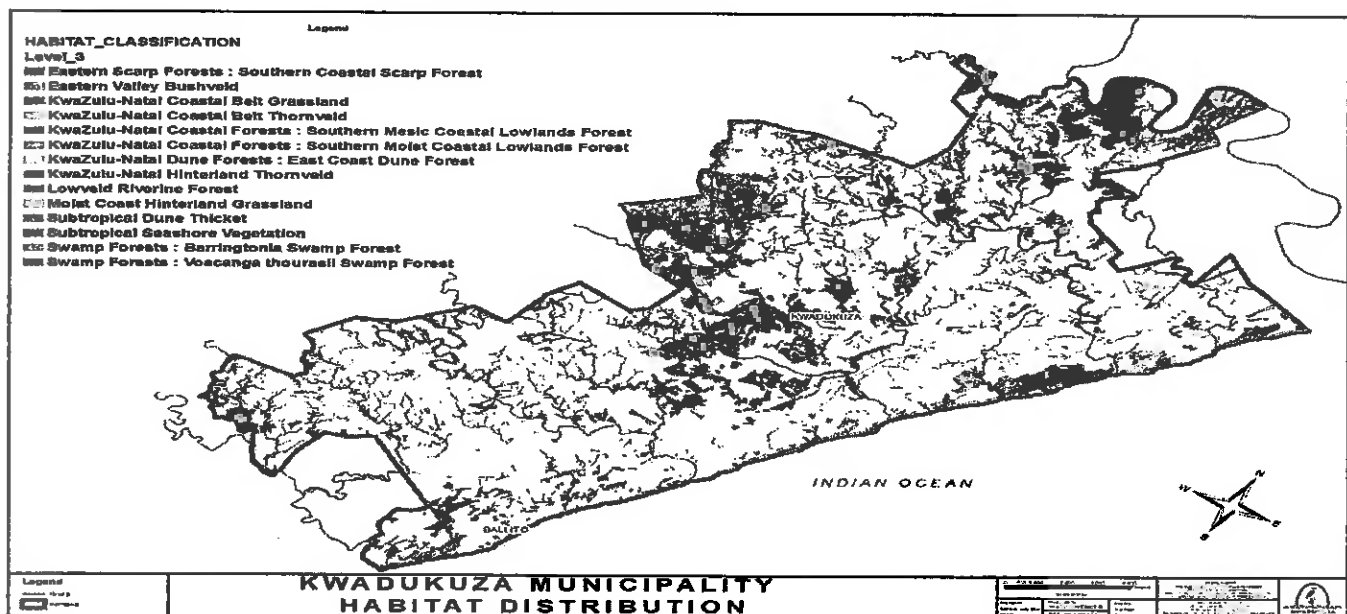 Legend
HABITAT_CLASSIFICATION
Level_3
Eastern Scarp Forests : Southern Coastal Scarp Forest
Eastern Valley Bushveld
KwaZulu-Natal Coastal Belt Grassland
KwaZulu-Natal Coastal Belt Thornveld
KwaZulu-Natal Coastal Forests : Southern Mesic Coastal Lowlands Forest
KwaZulu-Natal Coastal Forests : Southern Moist Coastal Lowlands Forest
KwaZulu-Natal Dune Forests : East Coast Dune Forest
KwaZulu-Natal Hinterland Thornveld
Lowveld Riverine Forest
Moist Coast Hinterland Grassland
Subtropical Dune Thicket
Subtropical Seashore Vegetation
Swamp Forests : Barringtonia Swamp Forest
Swamp Forests : Voacanga thouarsii Swamp Forest
KWADUKUZA
INDIAN OCEAN
BALLITO
N
W
E
S
Legend
KWADUKUZA MUNICIPALITY
HABITAT DISTRIBUTION